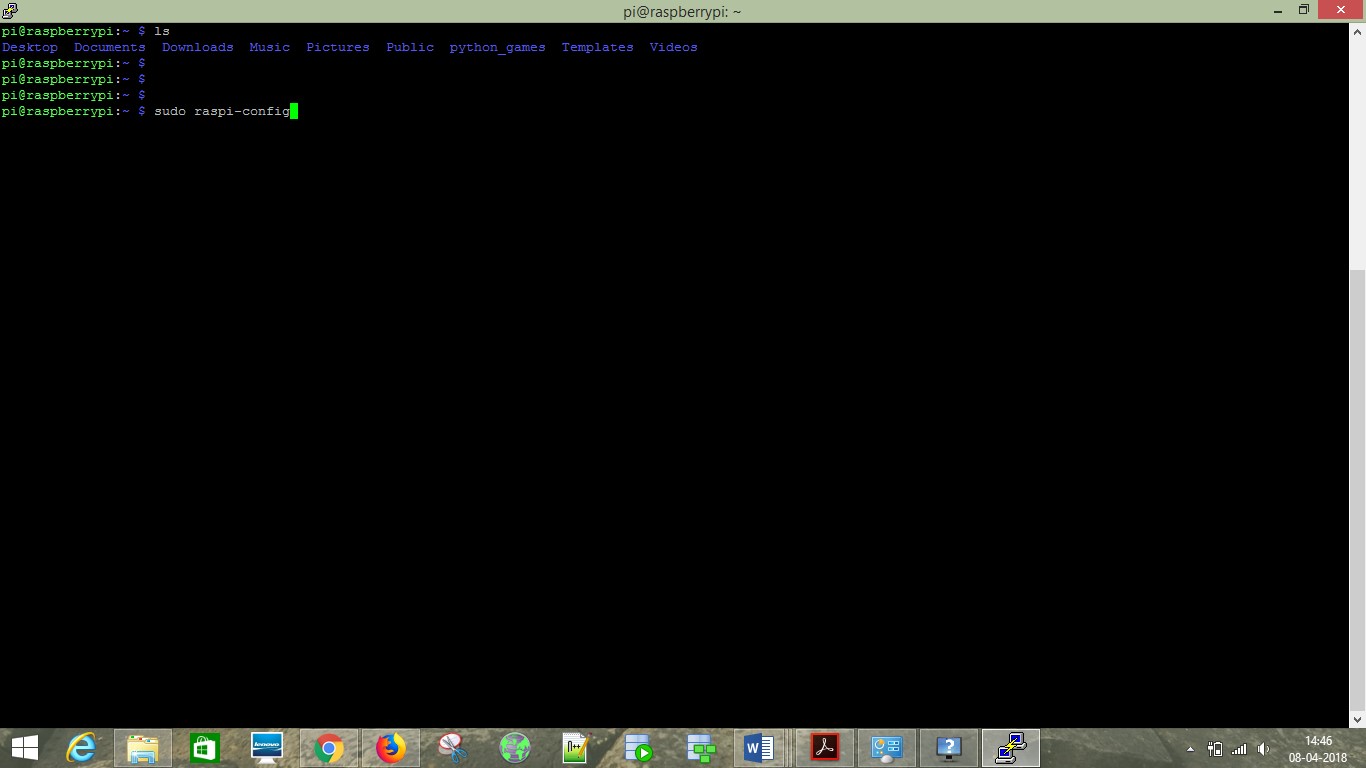 pi@raspberrypi: ~
pi@raspberrypi:~ $ ls
Desktop Documents Downloads Music Pictures Public python_games Templates Videos
pi@raspberrypi:~ $
pi@raspberrypi:~ $
pi@raspberrypi:~ $
pi@raspberrypi:~ $ sudo raspi-config
lenovo
14:46
08-04-2018